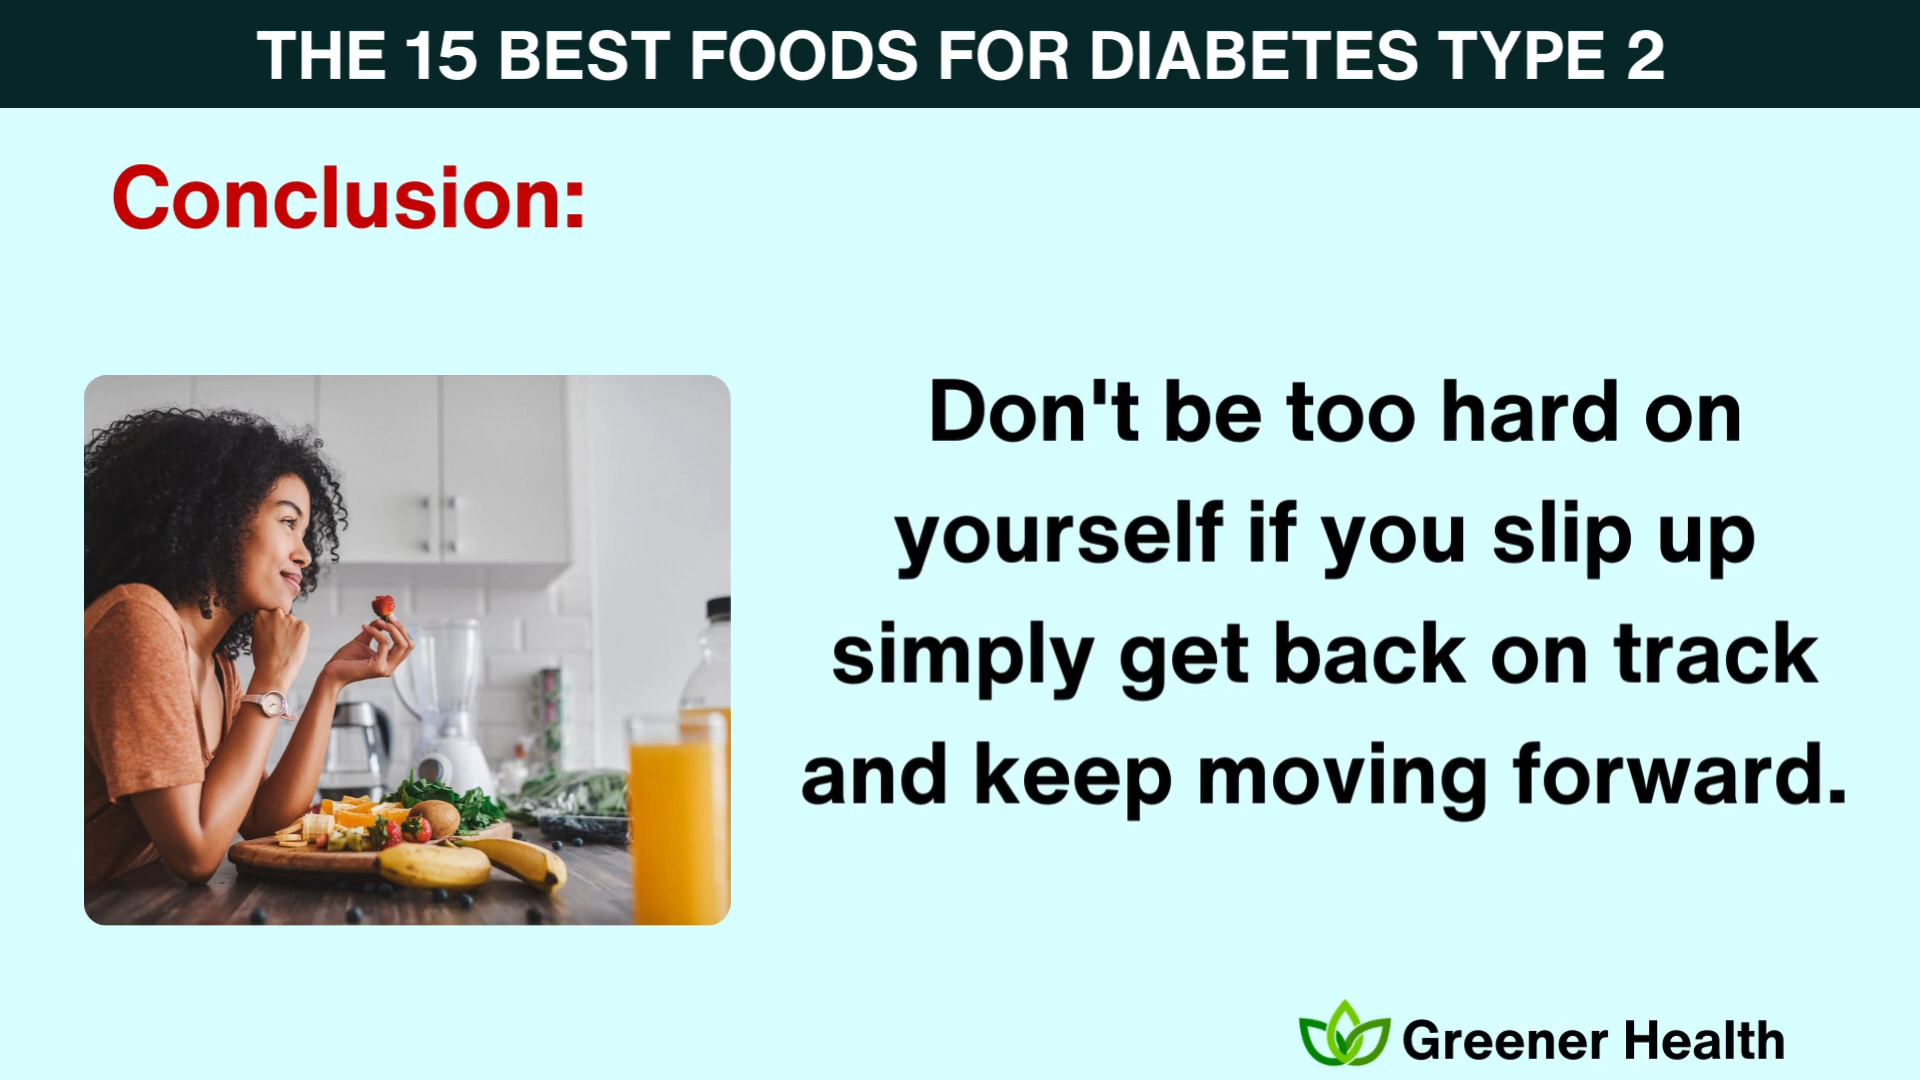 THE 15 BEST FOODS FOR DIABETES TYPE 2
Conclusion:
Don't be too hard on
yourself if you slip up
simply get back on track
and keep moving forward.
Greener Health